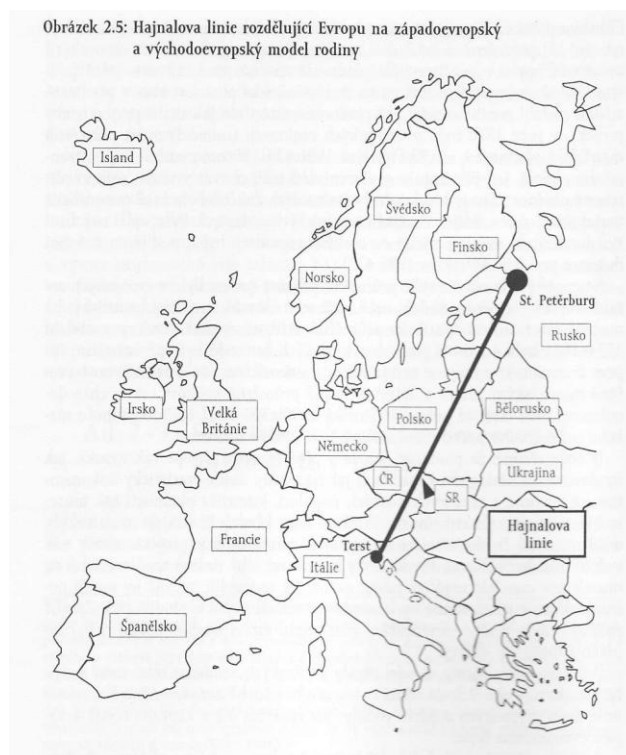 Obrázek 2.5: Hajnalova linie rozdělující Evropu na západoevropský
a východoevropský model rodiny
Island
Švédsko
Finsko
Norsko
St. Petěrburg
Rusko
Irsko
Velká
Británie
Polsko
Bělorusko
Německo
ČR
SR
Ukrajina
Hajnalova
linie
Francie
Terst
Itálie
Španělsko